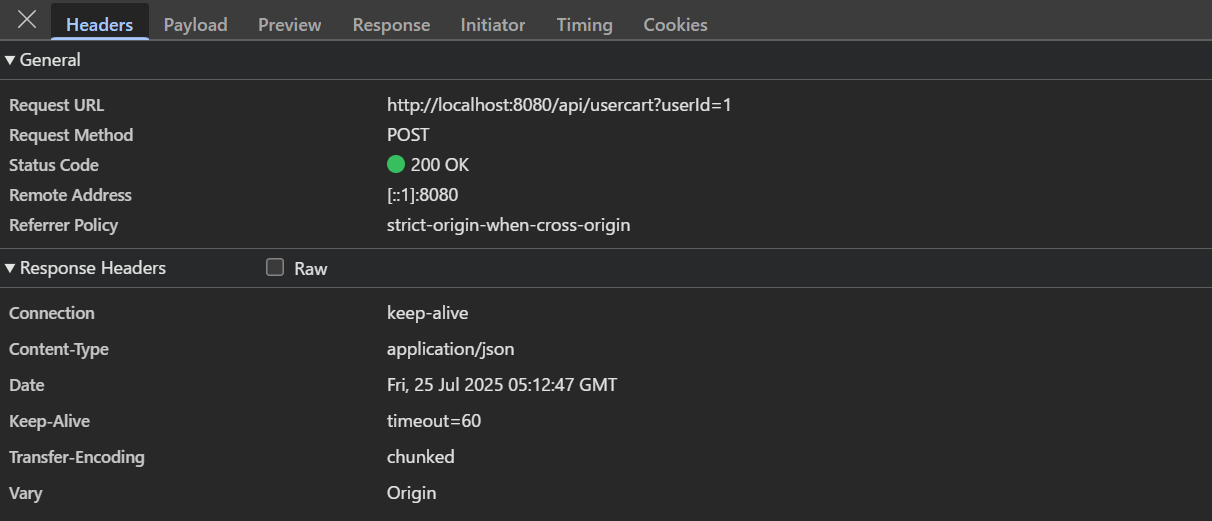 Headers Payload Preview Response Initiator Timing Cookies
General
Request URL http://localhost:8080/api/usercart?userId=1
Request Method POST
Status Code 200 OK
Remote Address [::1]:8080
Referrer Policy strict-origin-when-cross-origin
Response Headers Raw
Connection keep-alive
Content-Type application/json
Date Fri, 25 Jul 2025 05:12:47 GMT
Keep-Alive timeout=60
Transfer-Encoding chunked
Vary Origin